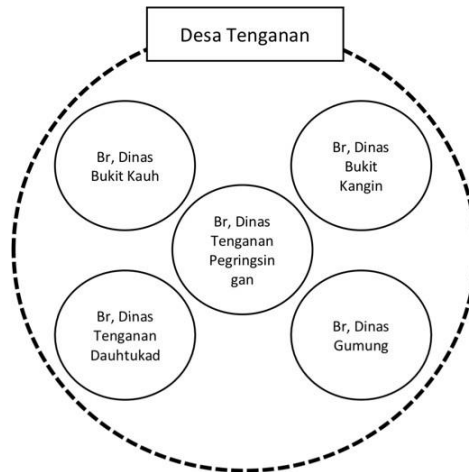 Desa Tenganan
Br, Dinas
Bukit Kauh
Br, Dinas
Bukit
Kangin
Br, Dinas
Tenganan
Pegringsin
gan
Br, Dinas
Tenganan
Dauhtukad
Br, Dinas
Gumung